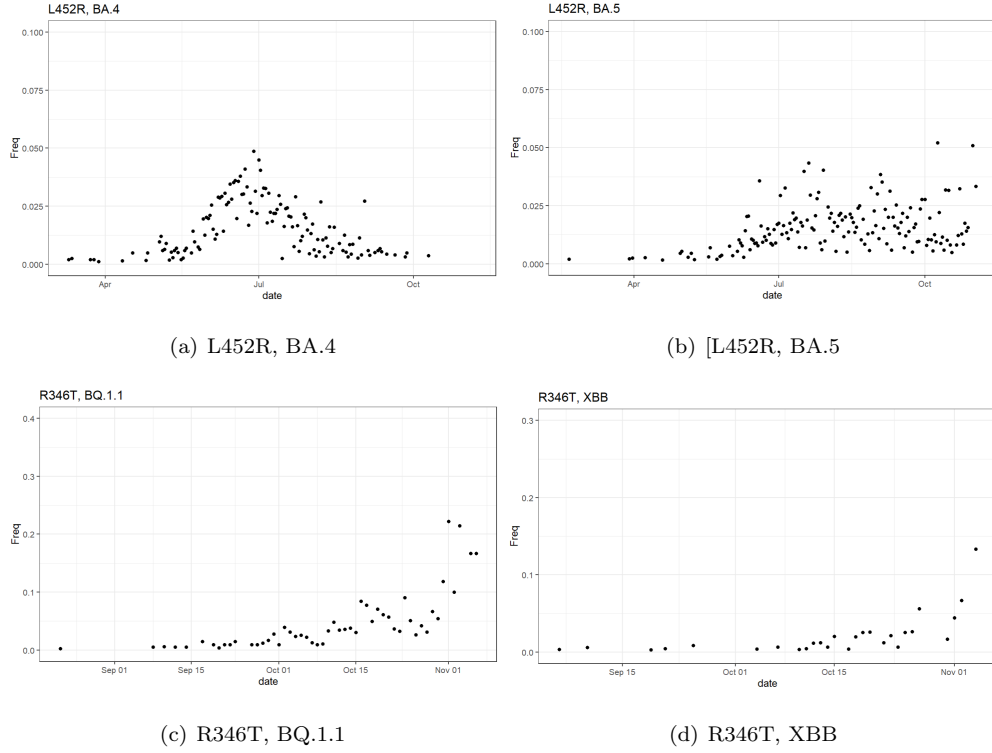 L452R, BA.4
0.100
0.075
0.050
0.025
0.000
Freq
Apr
Jul
Oct
date
(a) L452R, BA.4
L452R, BA.5
0.100
0.075
0.050
0.025
0.000
Freq
Apr
Jul
Oct
date
(b) [L452R, BA.5
R346T, BQ.1.1
0.4
0.3
0.2
0.1
0.0
Freq
Sep 01
Sep 15
Oct 01
Oct 15
Nov 01
date
(c) R346T, BQ.1.1
R346T, XBB
0.3
0.2
0.1
0.0
Freq
Sep 15
Oct 01
Oct 15
Nov 01
date
(d) R346T, XBB